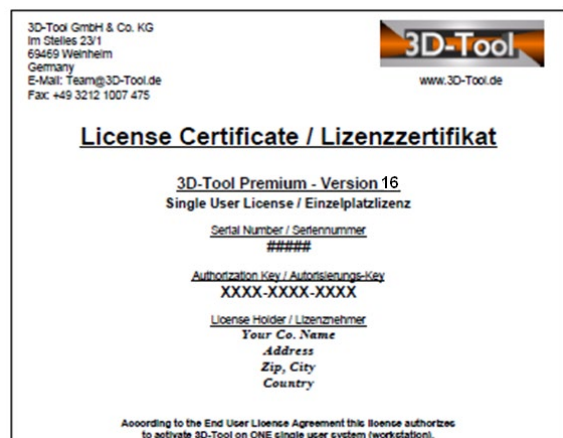 3D-Tool GmbH & Co. KG
Im Stelles 23/1
69469 Weinheim
Germany
E-Mail: Team@3D-Tool.de
Fax: +49 3212 1007 475
3D-Tool
www.3D-Tool.de
License Certificate / Lizenzzertifikat
3D-Tool Premium - Version 16
Single User License / Einzelplatzlizenz
Serial Number / Seriennummer
#####
Authorization Key / Autorisierungs-Key
XXXX-XXXX-XXXX
License Holder / Lizenznehmer
Your Co. Name
Address
Zip, City
Country
According to the End User License Agreement this license authorizes
to activate 3D-Tool on ONE single user system (workstation).